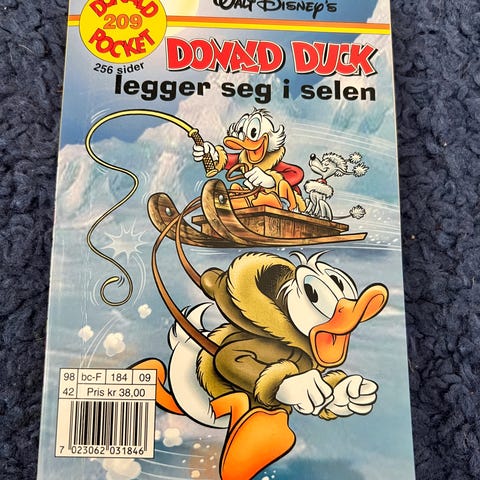 DONALD
209
POCKET
256 sider
WALT DISNEY'S
DONALD DUCK
legger seg i selen
98 bc-F 184 09
42 Pris kr 38,00
7 023062 031846